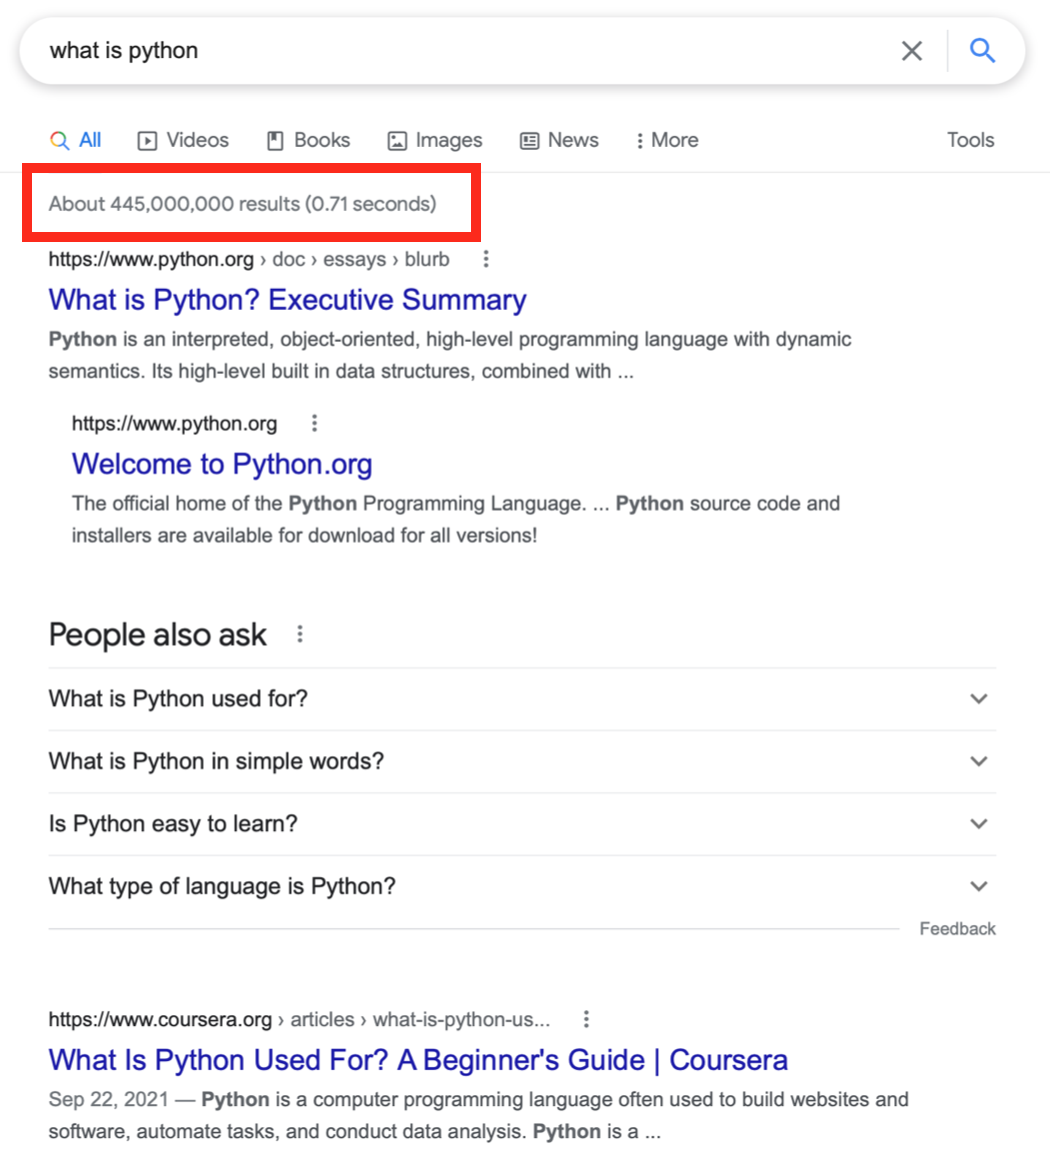 what is python
All Videos Books Images News More Tools
About 445,000,000 results (0.71 seconds)
https://www.python.org › doc › essays › blurb
What is Python? Executive Summary
Python is an interpreted, object-oriented, high-level programming language with dynamic
semantics. Its high-level built in data structures, combined with ...
https://www.python.org
Welcome to Python.org
The official home of the Python Programming Language. ... Python source code and
installers are available for download for all versions!
People also ask
What is Python used for?
What is Python in simple words?
Is Python easy to learn?
What type of language is Python?
Feedback
https://www.coursera.org › articles › what-is-python-us...
What Is Python Used For? A Beginner's Guide | Coursera
Sep 22, 2021 — Python is a computer programming language often used to build websites and
software, automate tasks, and conduct data analysis. Python is a ...